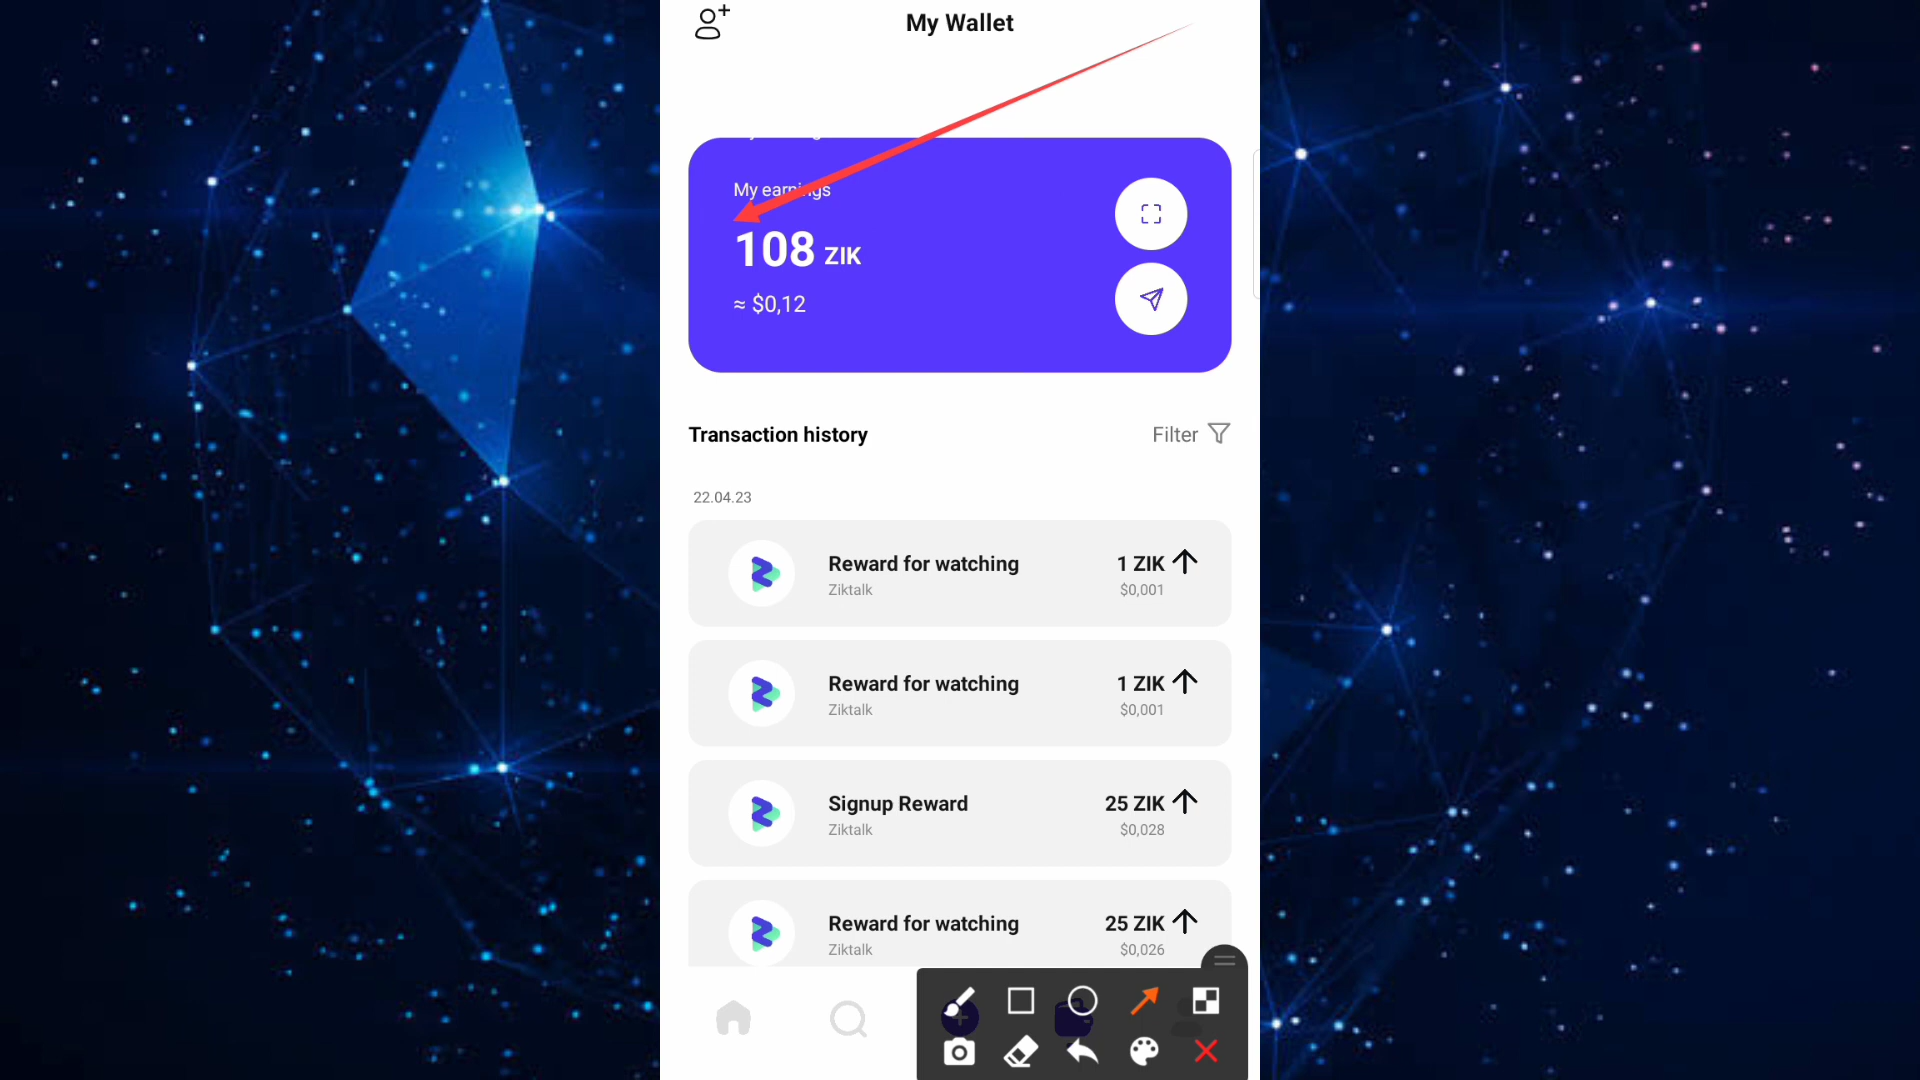 My Wallet
My earnings
108 ZIK
≈ $0,12
Transaction history
Filter
22.04.23
Reward for watching
1 ZIK
Ziktalk
$0,001
Reward for watching
1 ZIK
Ziktalk
$0,001
Signup Reward
25 ZIK
Ziktalk
$0,028
Reward for watching
25 ZIK
Ziktalk
$0,026